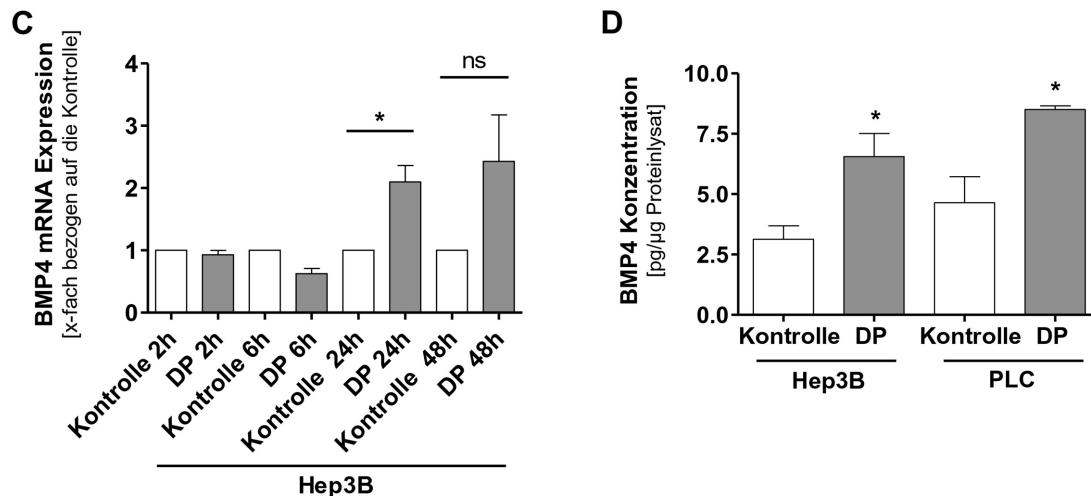 C
BMP4 mRNA Expression
[x-fach bezogen auf die Kontrolle]
4
3
2
1
0
*
ns
Kontrolle 2h
DP 2h
Kontrolle 6h
DP 6h
Kontrolle 24h
DP 24h
Kontrolle 48h
DP 48h
Hep3B
D
BMP4 Konzentration
[pg/µg Proteinlysat]
10.0
7.5
5.0
2.5
0.0
*
*
Kontrolle DP Kontrolle DP
Hep3B PLC